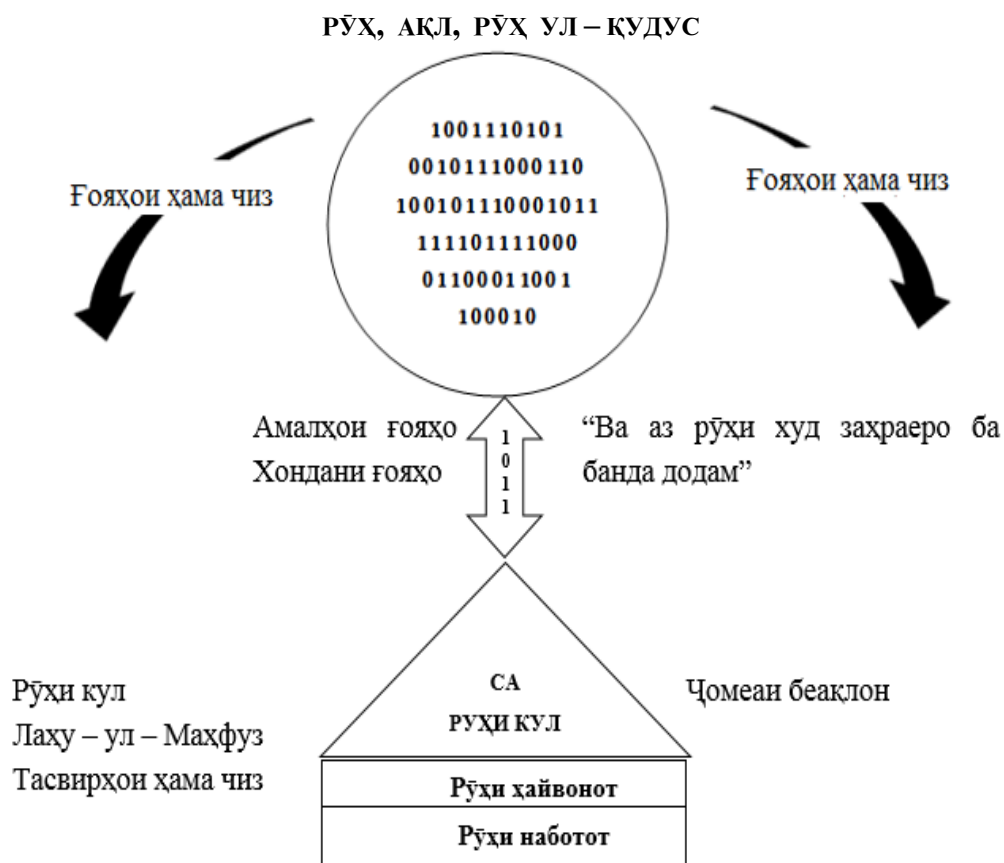 РӮҲ, АҚЛ, РӮҲ УЛ – ҚУДУС
1001110101
0010111000110
100101110001011
111101111000
01100011001
100010
Ғояҳои ҳама чиз
Ғояҳои ҳама чиз
Амалҳои ғояҳо
Хондани ғояҳо
1
0
1
1
“Ва аз рӯҳи худ заҳраеро ба
банда додам”
СА
РУҲИ КУЛ
Рӯҳи ҳайвонот
Рӯҳи наботот
Рӯҳи кул
Лаҳу – ул – Маҳфуз
Тасвирҳои ҳама чиз
Ҷомеаи беақлон